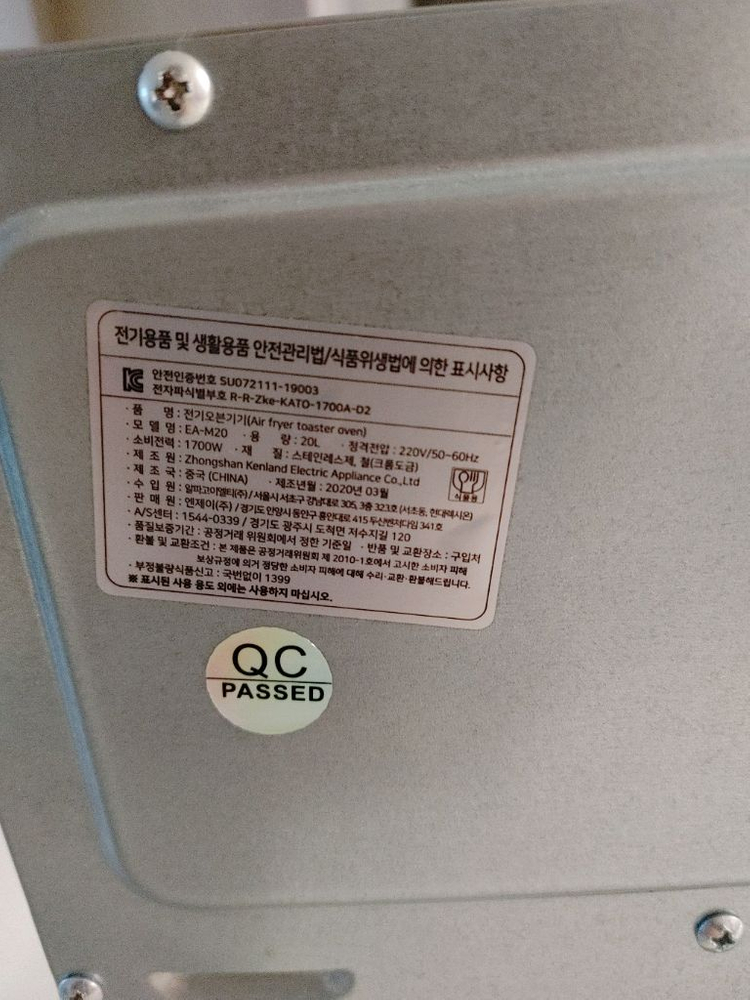 전기용품 및 생활용품 안전관리법/식품위생법에 의한 표시사항
안전인증번호 SU072111-19003
전자파식별부호 R-R-Zke-KATO-1700A-D2
· 품 명 : 전기오븐기기(Air fryer toaster oven)
· 모 델 명 : EA-M20 · 용 량 : 20L · 정격전압 : 220V/50~60Hz
· 소비전력 : 1700W · 재 질 : 스테인레스제, 철(크롬도금)
· 제 조 원 : Zhongshan Kenland Electric Appliance Co.,Ltd
· 제 조 국 : 중국 (CHINA) · 제조년월 : 2020년 03월
식품용
· 수 입 원 : 알파고이엘티(주)/서울시 서초구 강남대로 305, 3층 323호 (서초동, 현대렉시온)
· 판 매 원 : 엔제이(주) / 경기도 안양시 동안구 흥안대로 415 두산벤처다임 341호
· A/S센터 : 1544-0339 / 경기도 광주시 도척면 저수지길 120
· 품질보증기간 : 공정거래 위원회에서 정한 기준일 · 반품 및 교환장소 : 구입처
· 환불 및 교환조건 : 본 제품은 공정거래위원회 제 2010-1호에서 고시한 소비자 피해
보상규정에 의거 정당한 소비자 피해에 대해 수리·교환·환불해드립니다.
· 부정불량식품신고 : 국번없이 1399
※ 표시된 사용 용도 외에는 사용하지 마십시오.
QC
PASSED